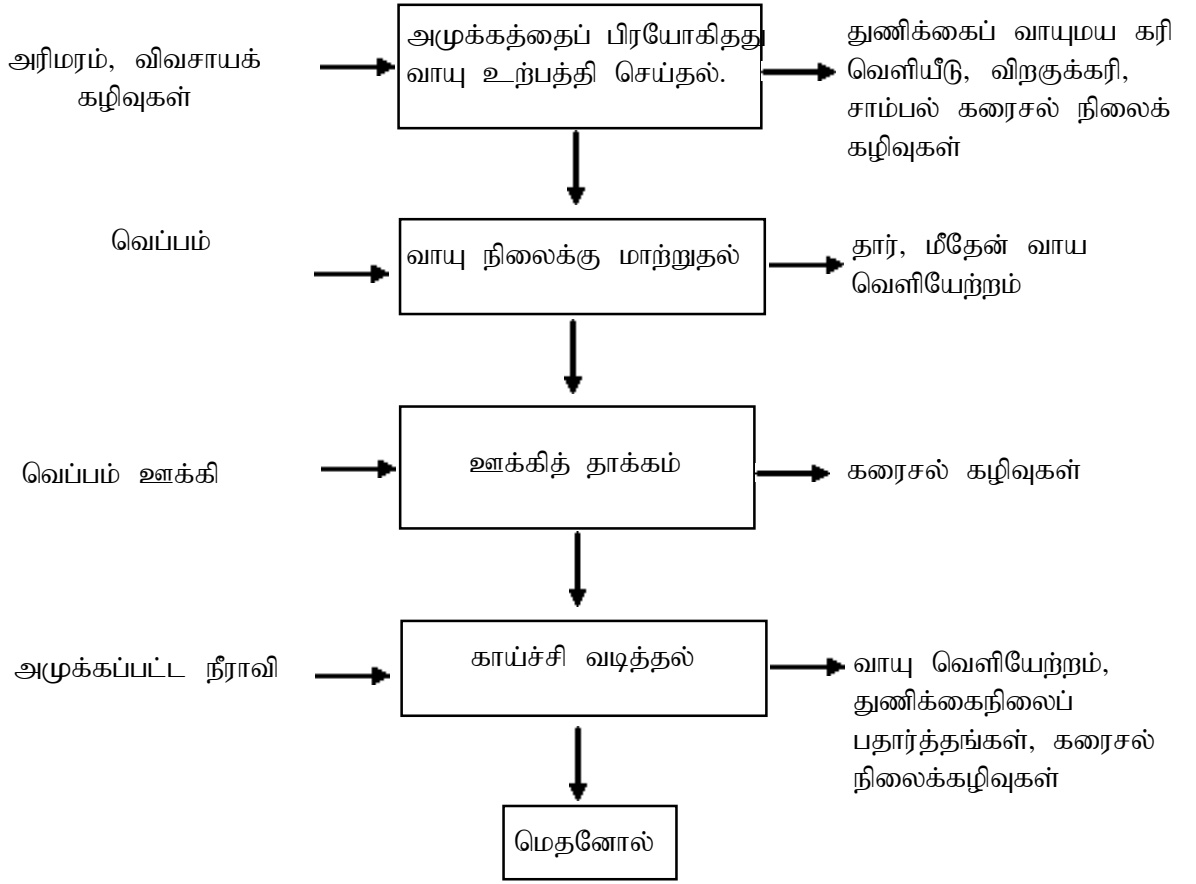 அரிமரம், விவசாயக்
கழிவுகள்
அமுக்கத்தைப் பிரயோகிதது
வாயு உற்பத்தி செய்தல்.
துணிக்கைப் வாயுமய கரி
வெளியீடு, விறகுக்கரி,
சாம்பல் கரைசல் நிலைக்
கழிவுகள்
வெப்பம்
வாயு நிலைக்கு மாற்றுதல்
தார், மீதேன் வாய
வெளியேற்றம்
வெப்பம் ஊக்கி
ஊக்கித் தாக்கம்
கரைசல் கழிவுகள்
அமுக்கப்பட்ட நீராவி
காய்ச்சி வடித்தல்
வாயு வெளியேற்றம்,
துணிக்கைநிலைப்
பதார்த்தங்கள், கரைசல்
நிலைக்கழிவுகள்
மெதனோல்